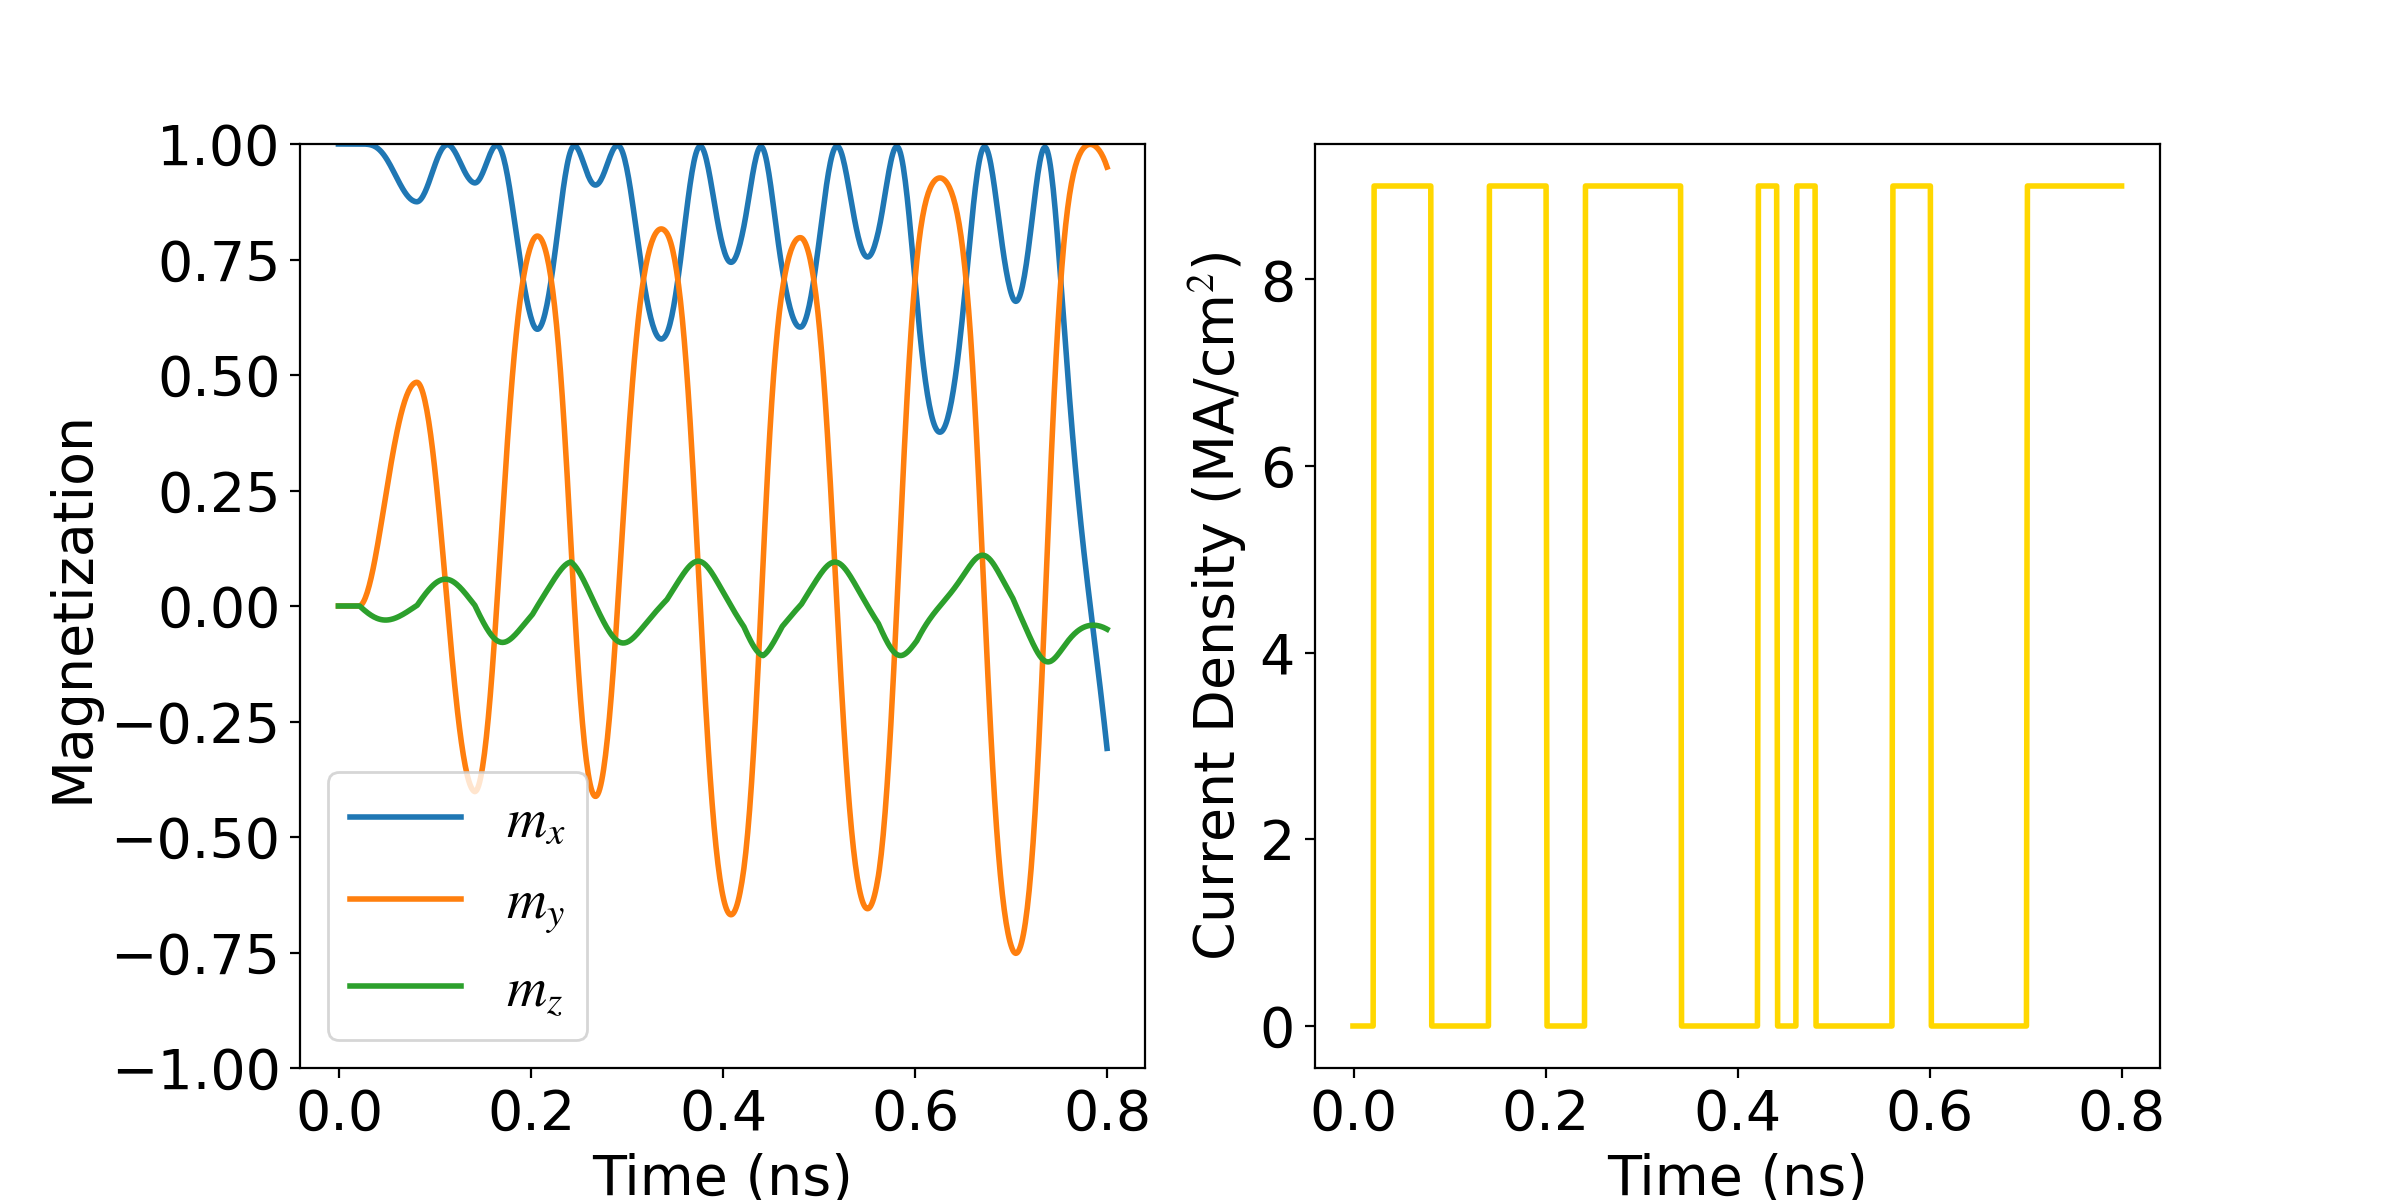 Magnetization
1.00
0.75
0.50
0.25
0.00
−0.25
−0.50
−0.75
−1.00
m_x
m_y
m_z
0.0 0.2 0.4 0.6 0.8
Time (ns)
Current Density (MA/cm²)
8
6
4
2
0
0.0 0.2 0.4 0.6 0.8
Time (ns)